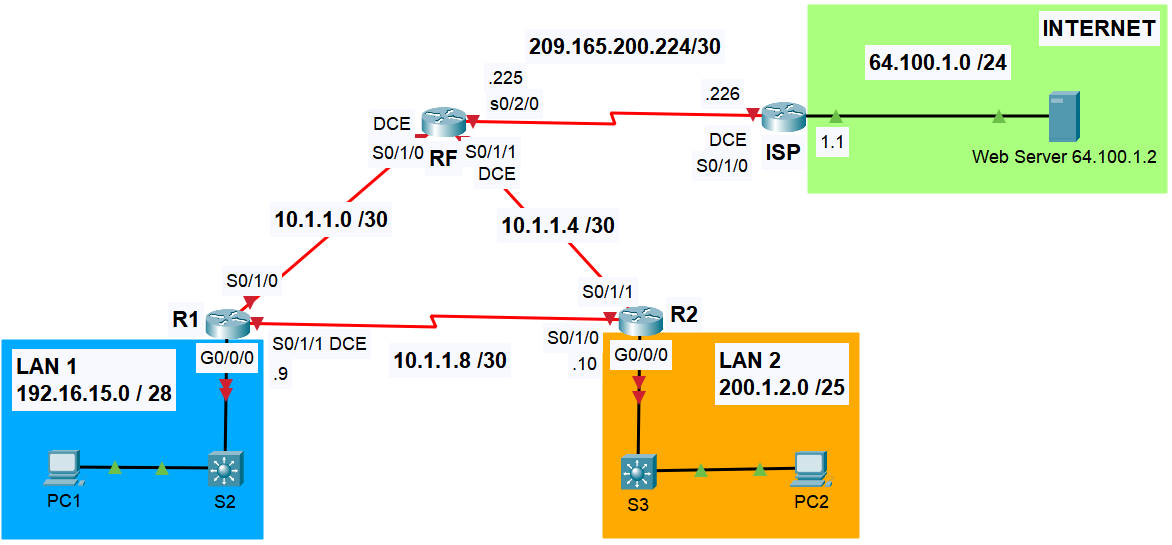 INTERNET
209.165.200.224/30
64.100.1.0 /24
.225
s0/2/0
.226
DCE
S0/1/0
RF
S0/1/1
DCE
DCE
S0/1/0
ISP
1.1
Web Server 64.100.1.2
10.1.1.0 /30
10.1.1.4 /30
S0/1/0
S0/1/1
R1
R2
S0/1/1 DCE
.9
10.1.1.8 /30
S0/1/0
.10
G0/0/0
G0/0/0
LAN 1
192.16.15.0 / 28
LAN 2
200.1.2.0 /25
PC1
S2
S3
PC2